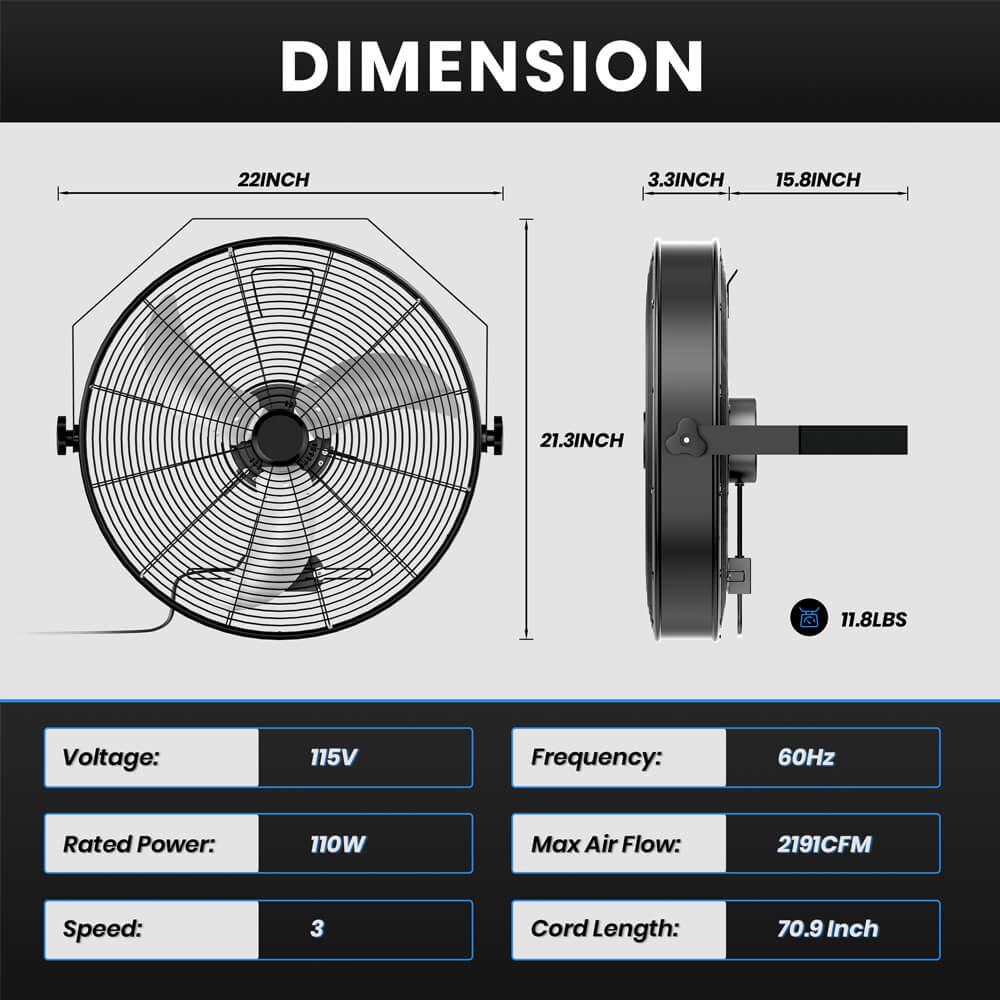 DIMENSION
22INCH
3.3INCH
15.8INCH
21.3INCH
11.8LBS
Voltage: 115V
Frequency: 60Hz
Rated Power: 110W
Max Air Flow: 2191CFM
Speed: 3
Cord Length: 70.9 Inch